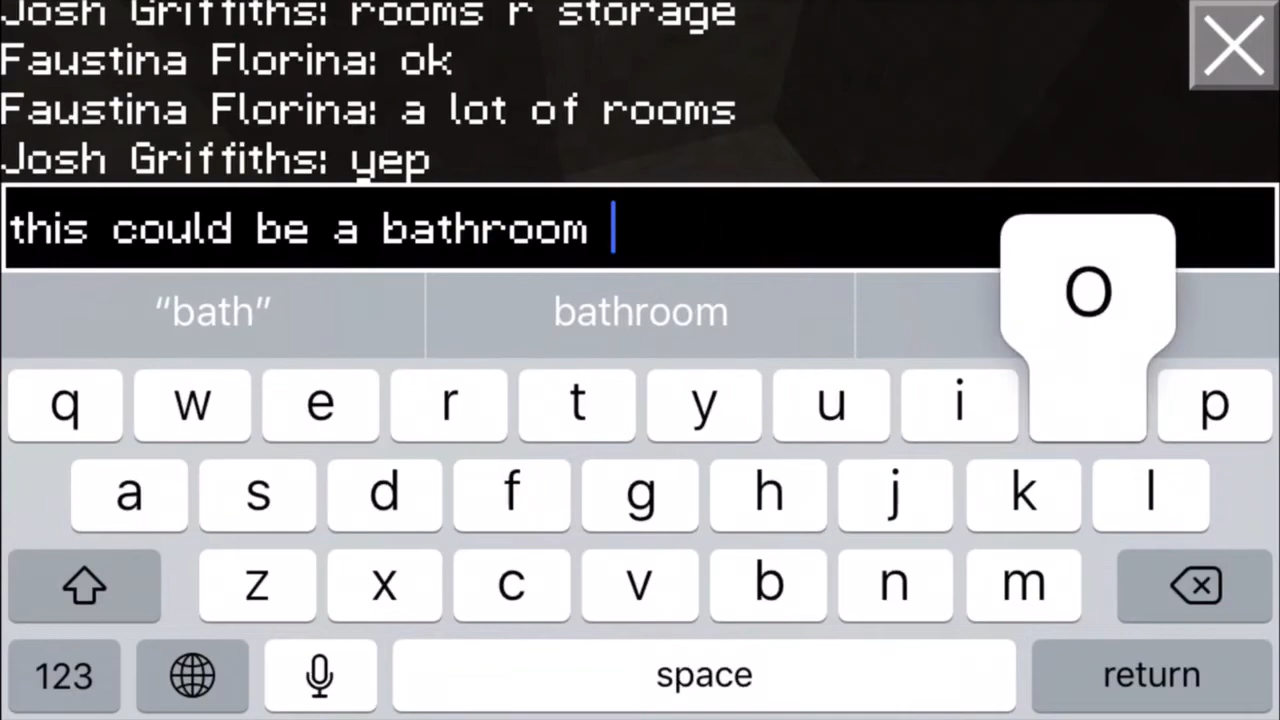 Josh Griffiths: rooms r storage
Faustina Florina: ok
Faustina Florina: a lot of rooms
Josh Griffiths: yep
this could be a bathroom
“bath” bathroom
O
q w e r t y u i p
a s d f g h j k l
z x c v b n m
123 space return